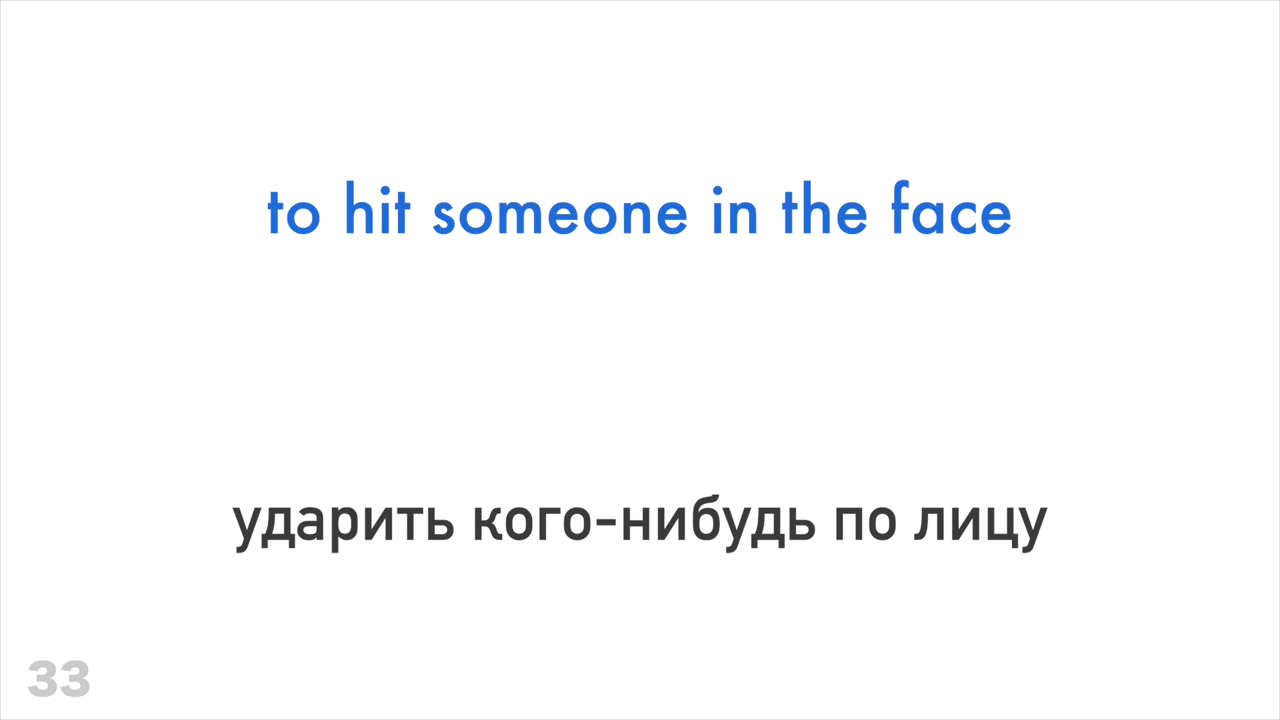 to hit someone in the face
ударить кого-нибудь по лицу
33